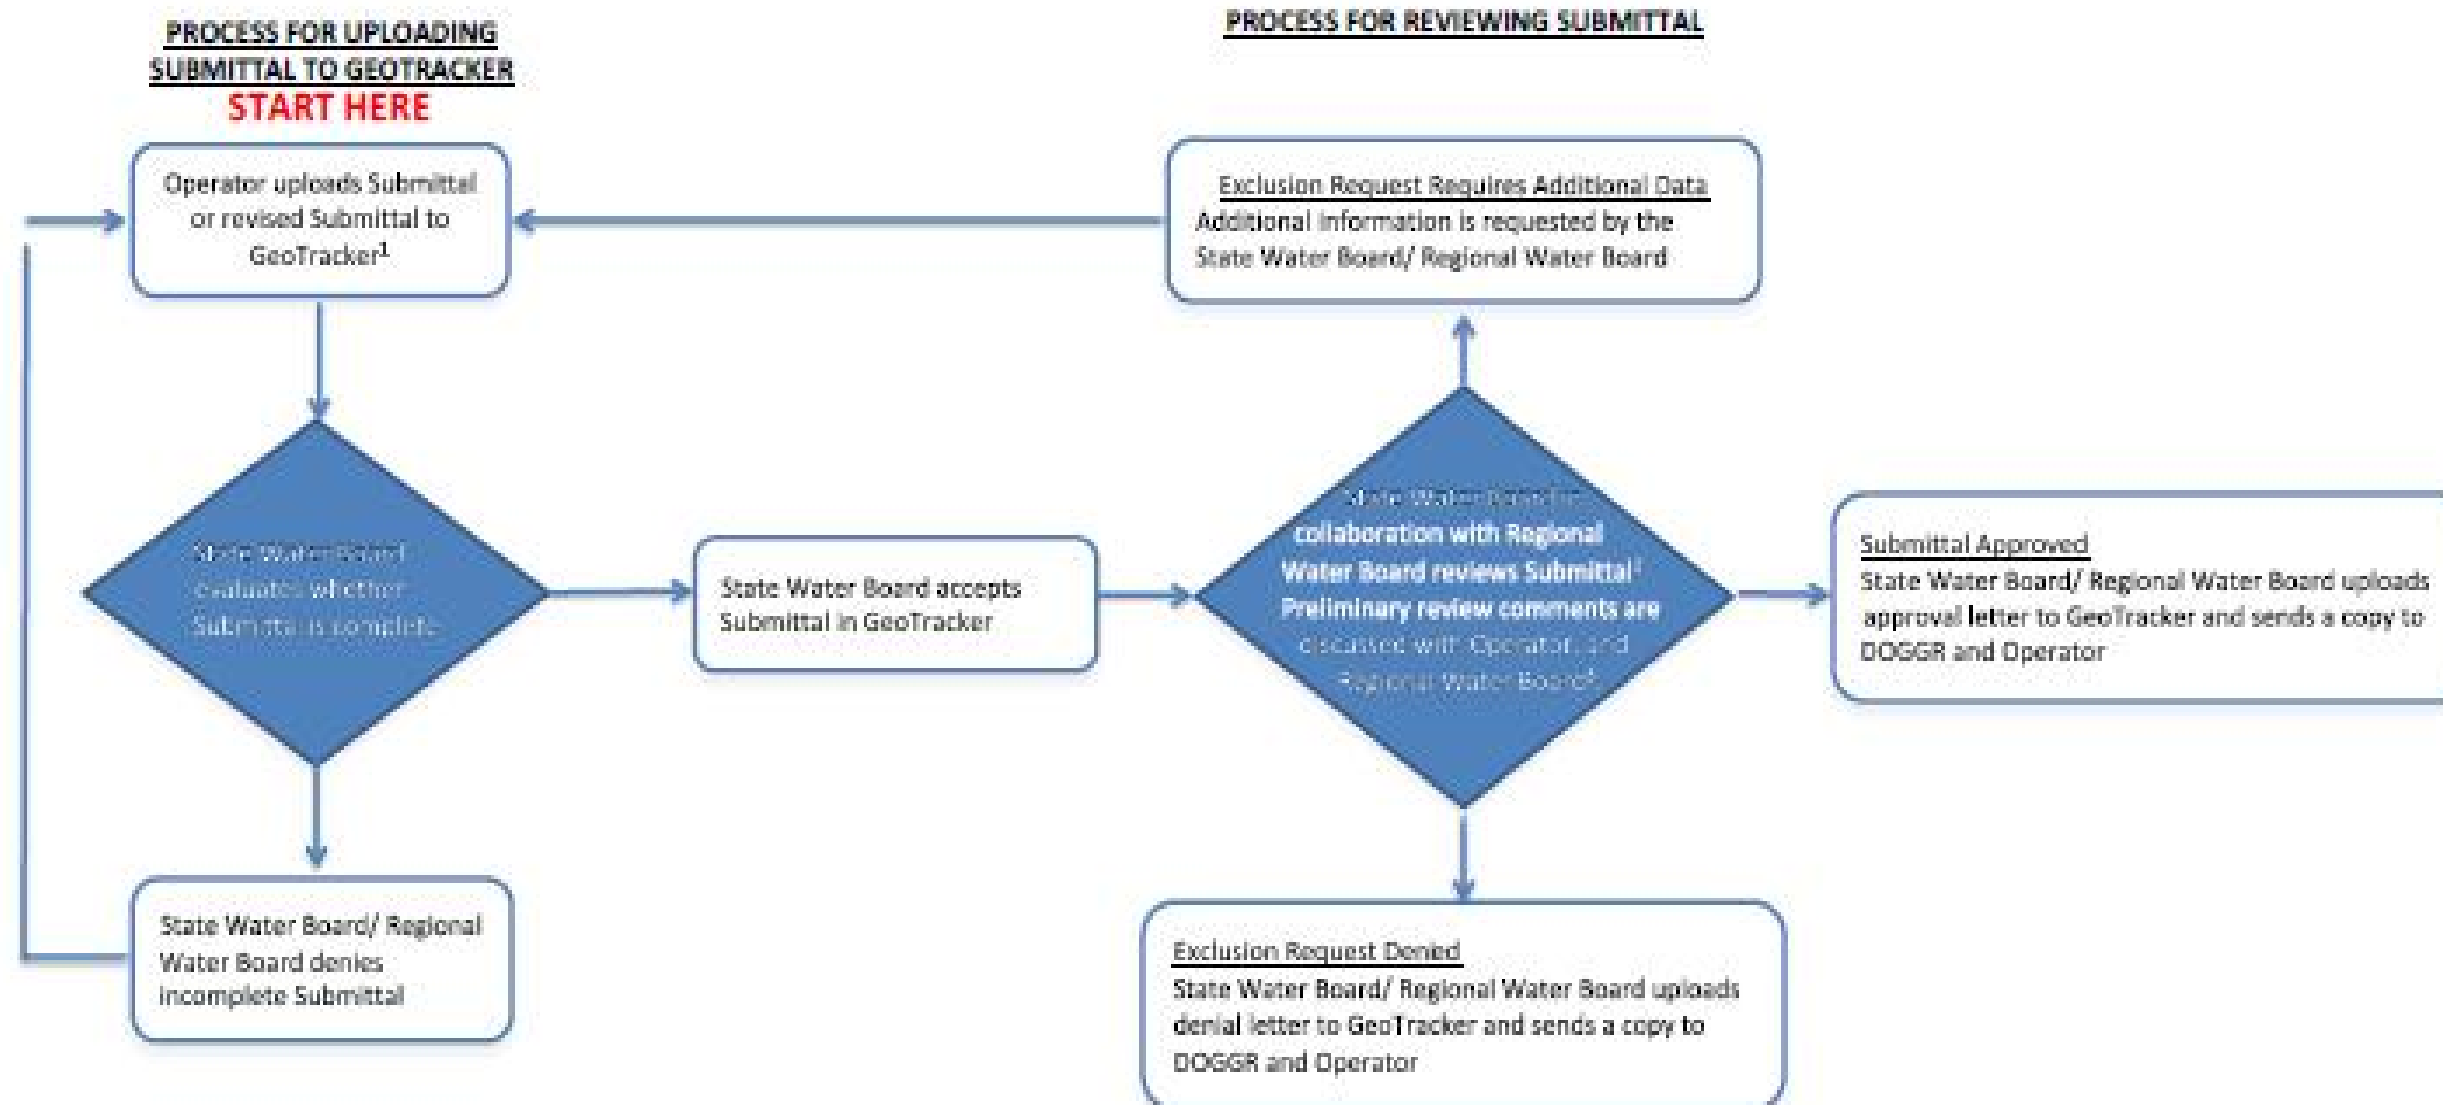 PROCESS FOR UPLOADING
SUBMITTAL TO GEOTRACKER
START HERE
Operator uploads Submittal
or revised Submittal to
GeoTracker¹
State Water Board
evaluates whether
Submittal is complete
State Water Board/ Regional
Water Board denies
incomplete Submittal
State Water Board accepts
Submittal in GeoTracker
PROCESS FOR REVIEWING SUBMITTAL
Exclusion Request Requires Additional Data
Additional information is requested by the
State Water Board/ Regional Water Board
State Water Board in
collaboration with Regional
Water Board reviews Submittal
Preliminary review comments are
discussed with Operator, and
Regional Water Board
Submittal Approved
State Water Board/ Regional Water Board uploads
approval letter to GeoTracker and sends a copy to
DOGGR and Operator
Exclusion Request Denied
State Water Board/ Regional Water Board uploads
denial letter to GeoTracker and sends a copy to
DOGGR and Operator